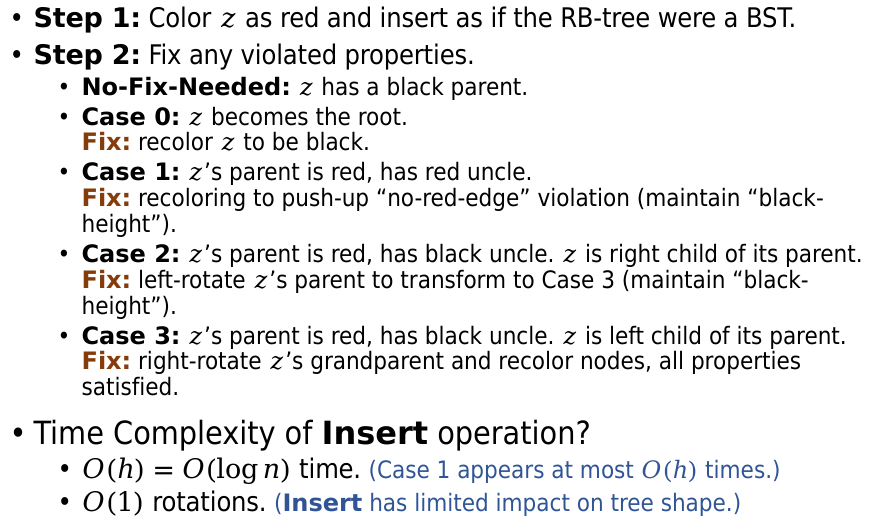 • Step 1: Color z as red and insert as if the RB-tree were a BST.
• Step 2: Fix any violated properties.
• No-Fix-Needed: z has a black parent.
• Case 0: z becomes the root.
Fix: recolor z to be black.
• Case 1: z’s parent is red, has red uncle.
Fix: recoloring to push-up “no-red-edge” violation (maintain “black-
height”).
• Case 2: z’s parent is red, has black uncle. z is right child of its parent.
Fix: left-rotate z’s parent to transform to Case 3 (maintain “black-
height”).
• Case 3: z’s parent is red, has black uncle. z is left child of its parent.
Fix: right-rotate z’s grandparent and recolor nodes, all properties
satisfied.
• Time Complexity of Insert operation?
• O(h) = O(log n) time. (Case 1 appears at most O(h) times.)
• O(1) rotations. (Insert has limited impact on tree shape.)